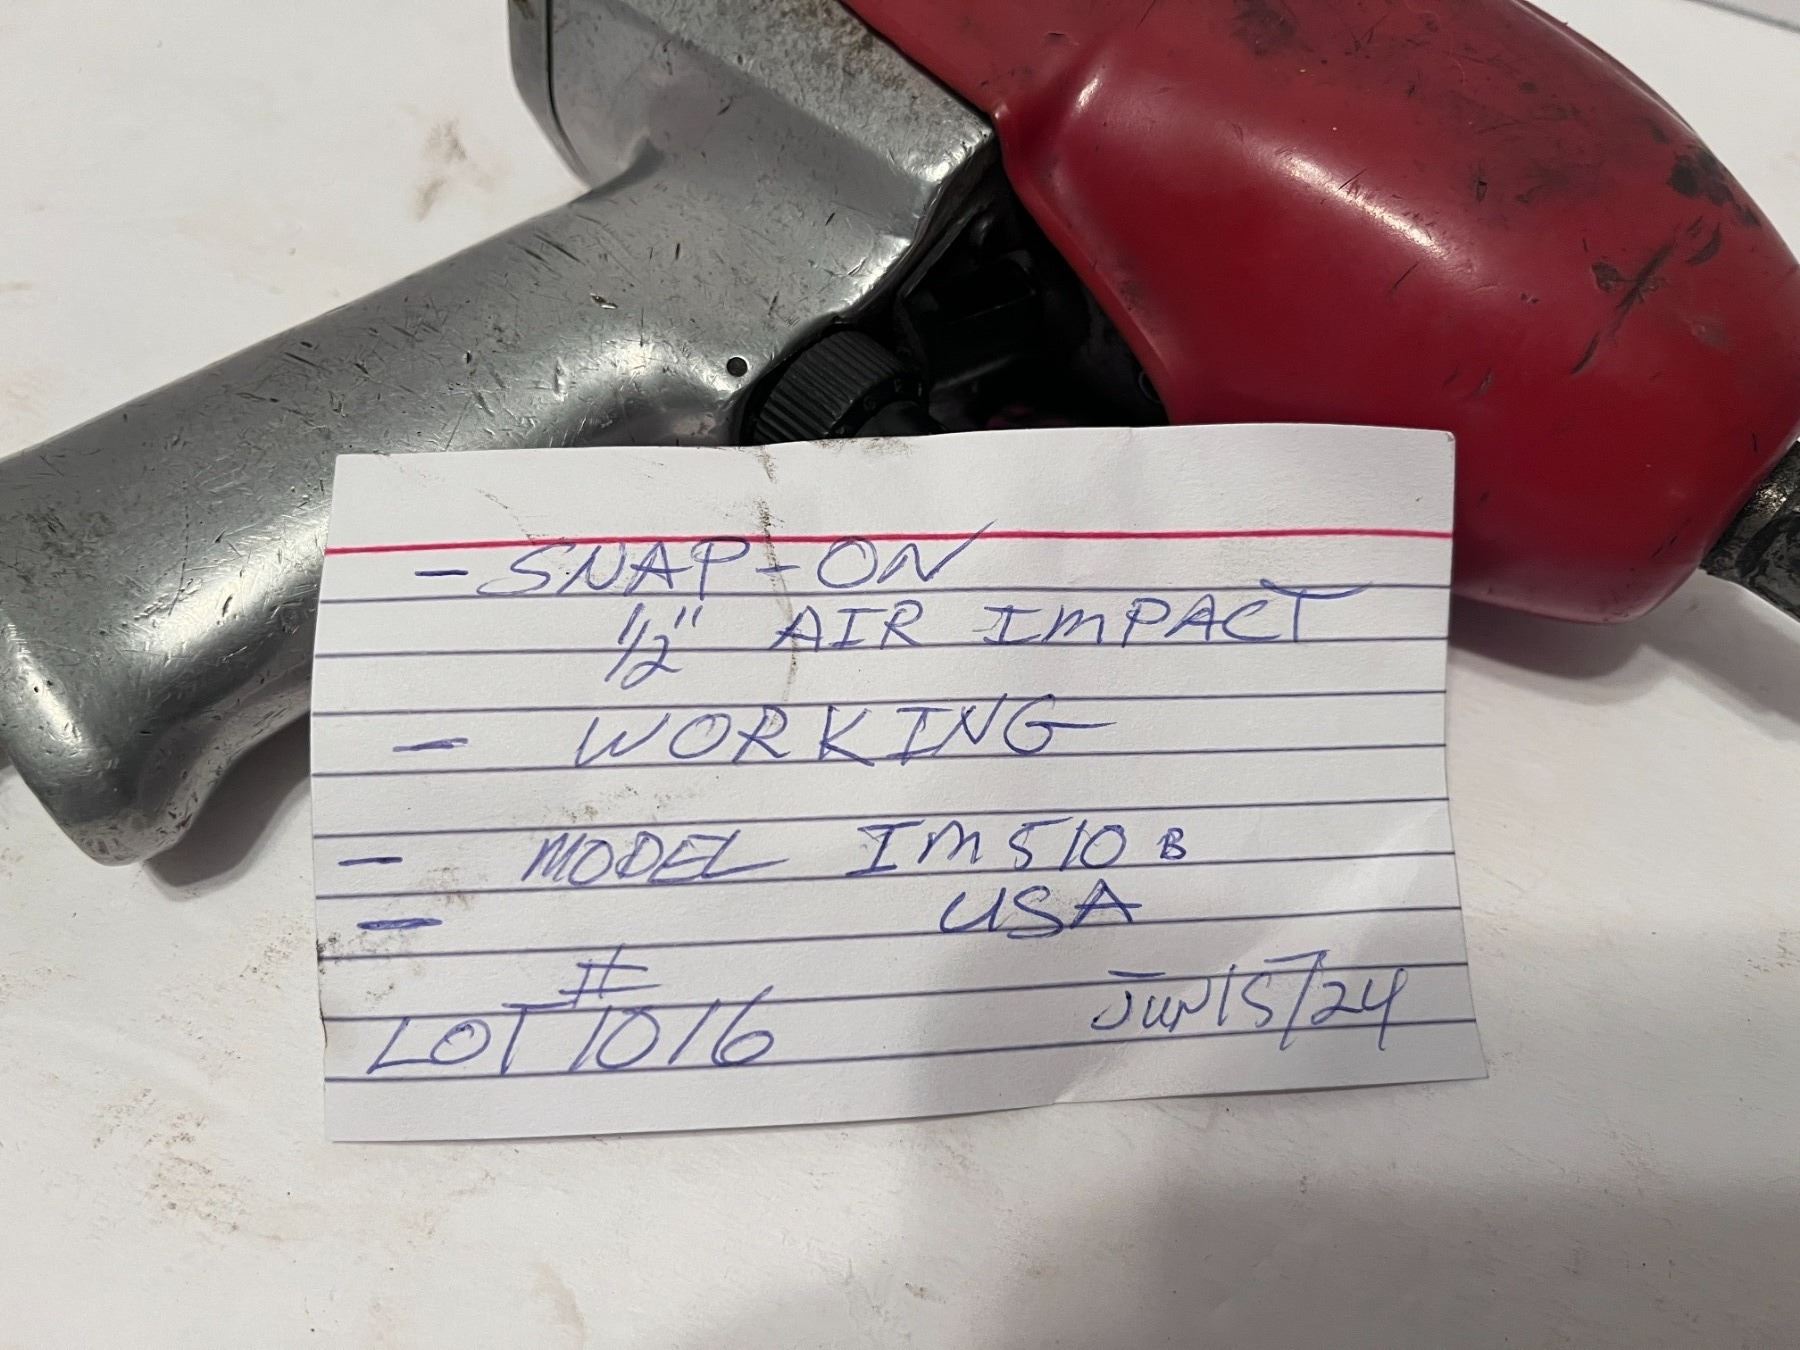 - SNAP-ON
1/2" AIR IMPACT
- WORKING
- MODEL IM510B
- USA
#
LOT 1016 JUN15/24